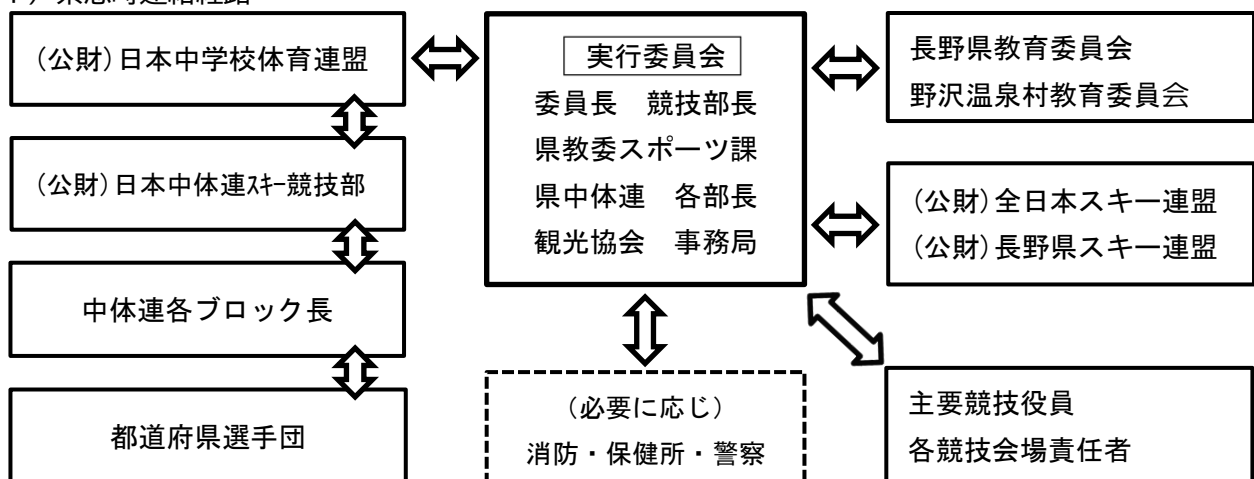 (公財)日本中学校体育連盟
(公財)日本中体連ｽｷｰ競技部
中体連各ブロック長
都道府県選手団
実行委員会
委員長　競技部長
県教委スポーツ課
県中体連　各部長
観光協会　事務局
(必要に応じ)
消防・保健所・警察
長野県教育委員会
野沢温泉村教育委員会
(公財)全日本スキー連盟
(公財)長野県スキー連盟
主要競技役員
各競技会場責任者